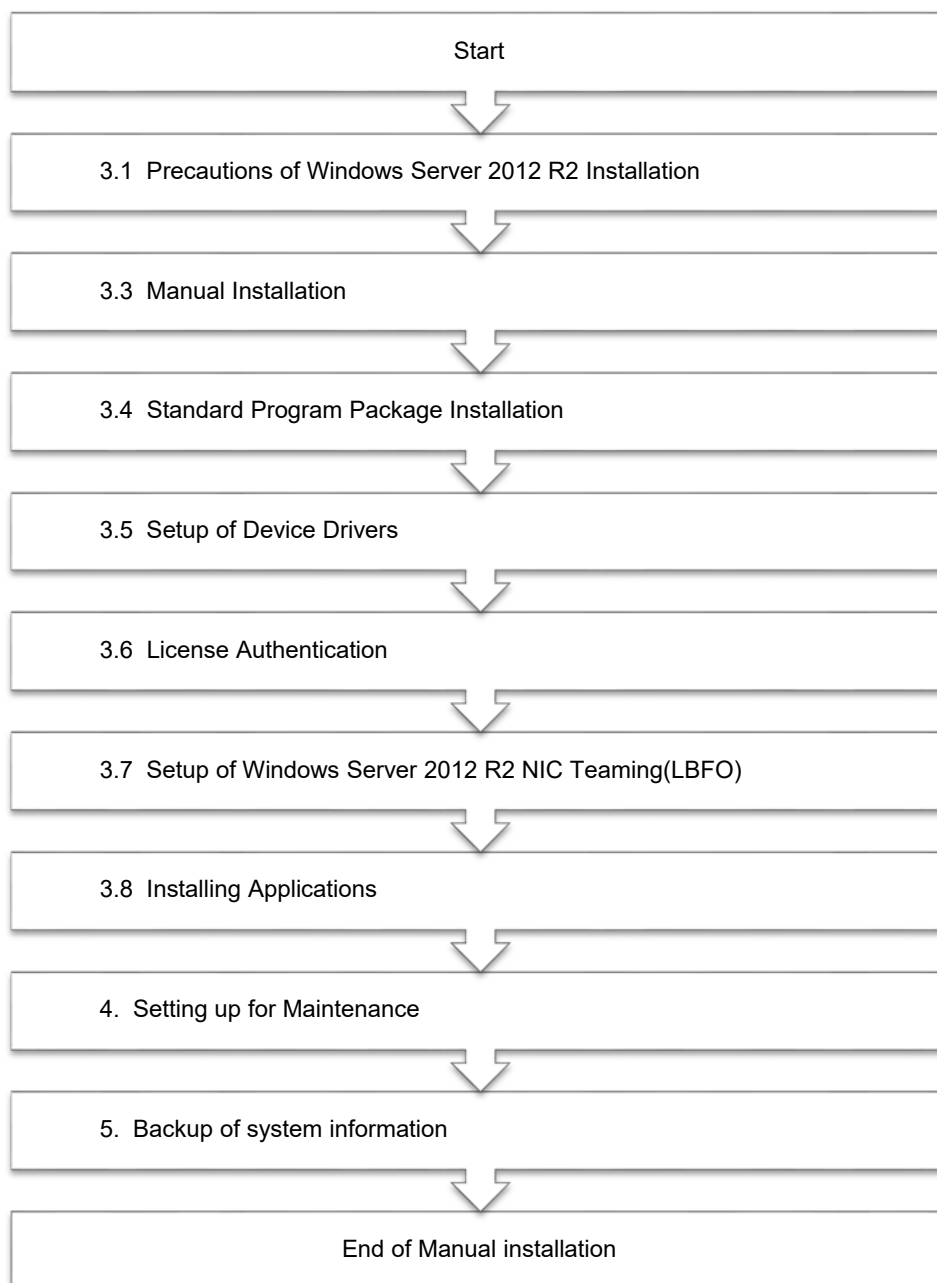 Start
3.1 Precautions of Windows Server 2012 R2 Installation
3.3 Manual Installation
3.4 Standard Program Package Installation
3.5 Setup of Device Drivers
3.6 License Authentication
3.7 Setup of Windows Server 2012 R2 NIC Teaming(LBFO)
3.8 Installing Applications
4. Setting up for Maintenance
5. Backup of system information
End of Manual installation